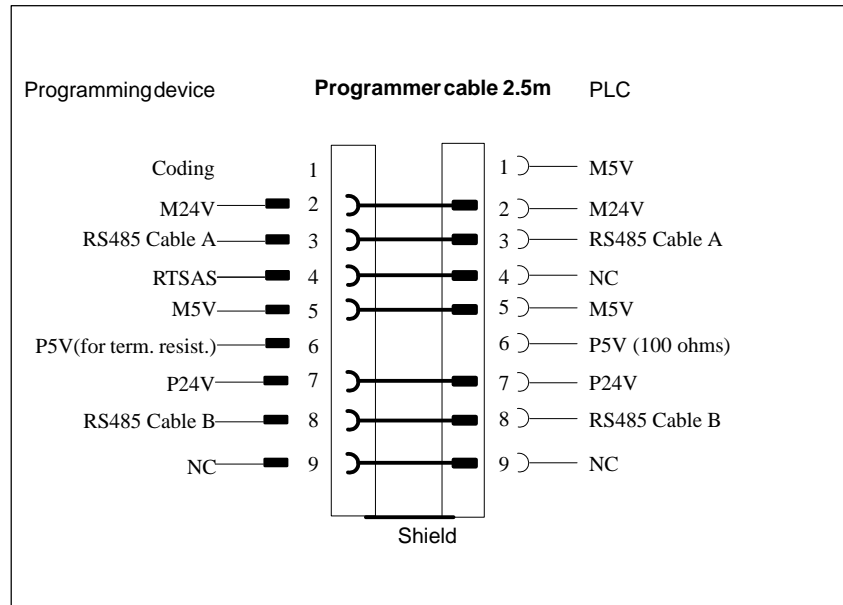 Programmingdevice Programmer cable 2.5m PLC
Coding 1 1 M5V
M24V 2 2 M24V
RS485 Cable A 3 3 RS485 Cable A
RTSAS 4 4 NC
M5V 5 5 M5V
P5V(for term. resist.) 6 6 P5V (100 ohms)
P24V 7 7 P24V
RS485 Cable B 8 8 RS485 Cable B
NC 9 9 NC
Shield